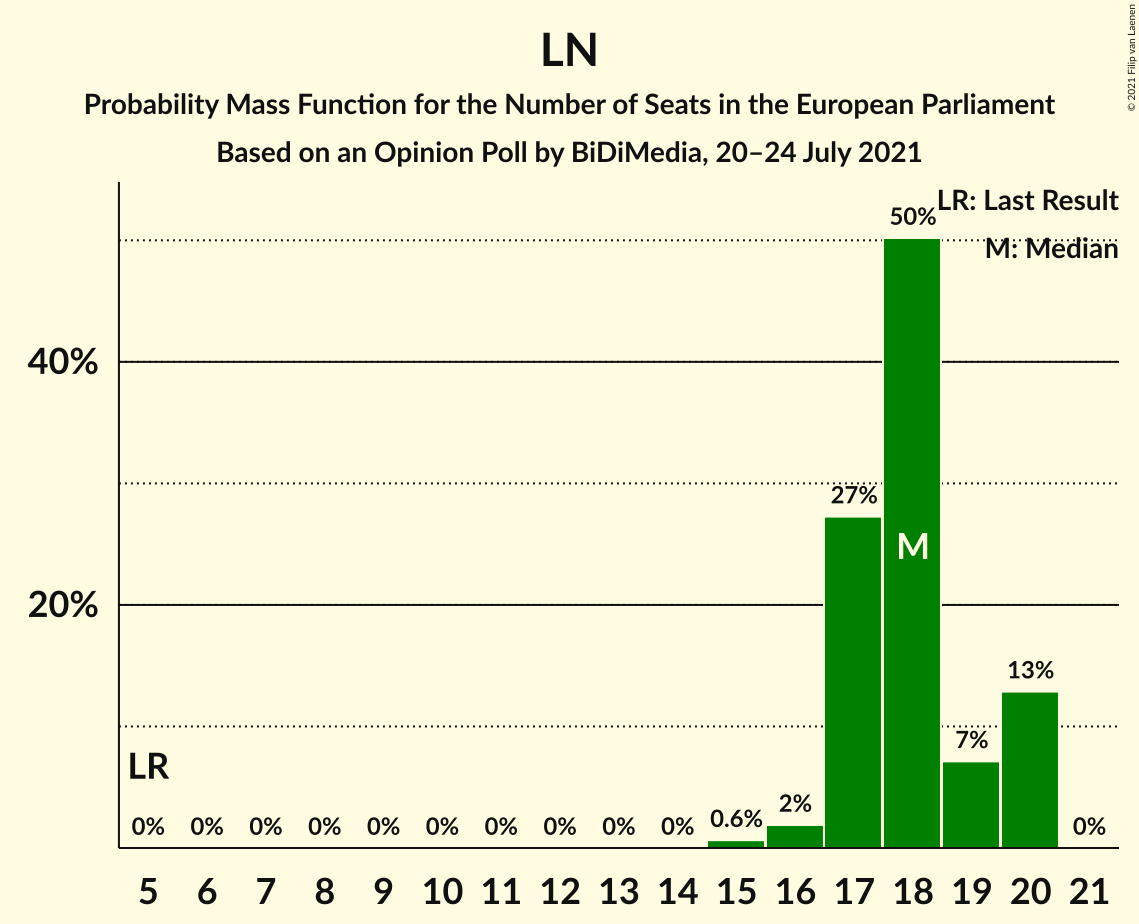 LN
Probability Mass Function for the Number of Seats in the European Parliament
Based on an Opinion Poll by BiDiMedia, 20–24 July 2021
© 2021 Filip van Laenen
LR: Last Result
M: Median
50%
40%
27%
M
20%
13%
7%
LR
0% 0% 0% 0% 0% 0% 0% 0% 0% 0% 0.6% 2% 0%
5 6 7 8 9 10 11 12 13 14 15 16 17 18 19 20 21